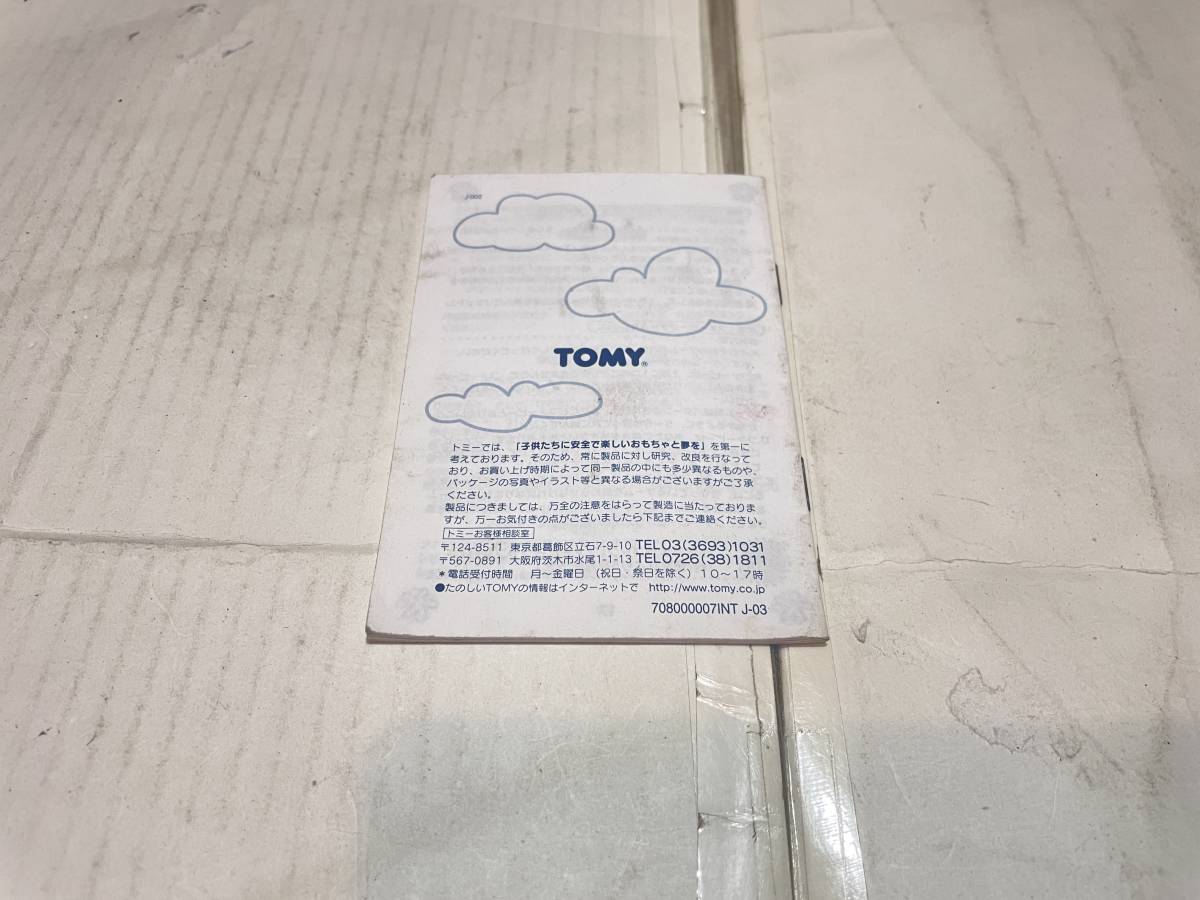 J-002
TOMY®
トミーでは、「子供たちに安全で楽しいおもちゃと夢を」を第一に
考えております。そのため、常に製品に対し研究、改良を行なって
おり、お買い上げ時期によって同一製品の中にも多少異なるものや、
パッケージの写真やイラスト等と異なる場合がございますがご了承
ください。
製品につきましては、万全の注意をはらって製造に当たっておりま
すが、万一お気付きの点がございましたら下記までご連絡ください。
トミーお客様相談室
〒124-8511 東京都葛飾区立石7-9-10 TEL03(3693)1031
〒567-0891 大阪府茨木市水尾1-1-13 TEL0726(38)1811
＊電話受付時間 月〜金曜日 (祝日・祭日を除く) 10〜17時
●たのしいTOMYの情報はインターネットで http://www.tomy.co.jp
708000007INT J-03